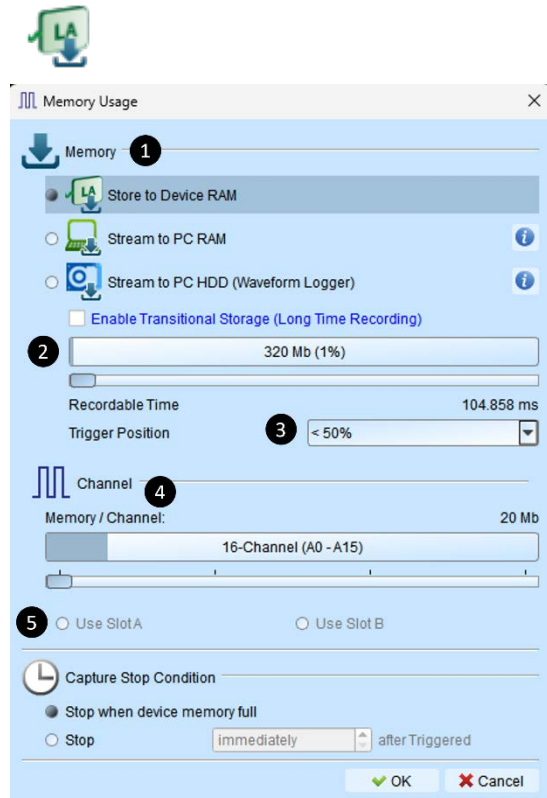 LA
Memory Usage
Memory 1
LA Store to Device RAM
Stream to PC RAM i
Stream to PC HDD (Waveform Logger) i
Enable Transitional Storage (Long Time Recording)
2 320 Mb (1%)
Recordable Time 104.858 ms
Trigger Position 3 < 50%
Channel 4
Memory / Channel: 20 Mb
16-Channel (A0 - A15)
5 Use Slot A Use Slot B
Capture Stop Condition
Stop when device memory full
Stop immediately after Triggered
OK Cancel